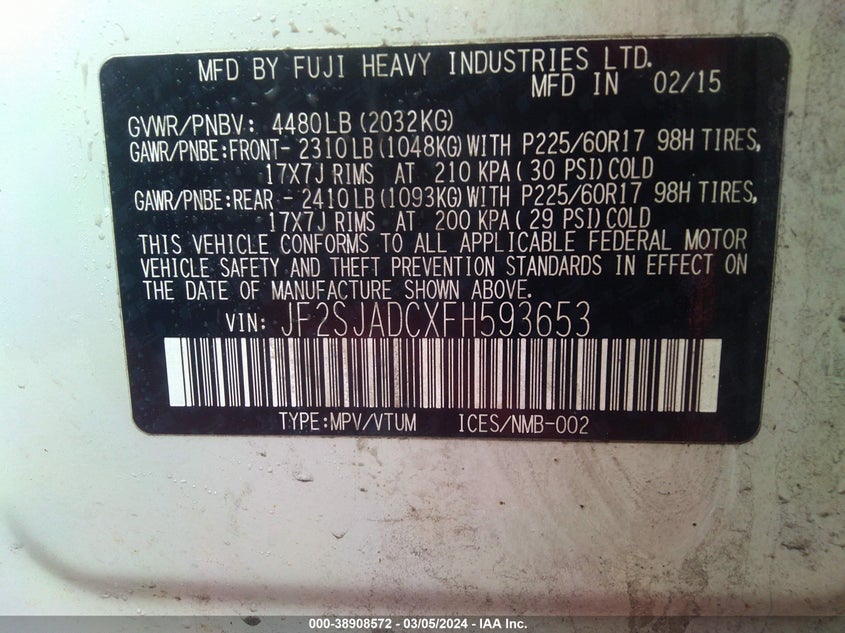 MFD BY FUJI HEAVY INDUSTRIES LTD.
MFD IN 02/15
GVWR/PNBV: 4480LB (2032KG)
GAWR/PNBE:FRONT- 2310LB (1048KG) WITH P225/60R17 98H TIRES,
17X7J RIMS AT 210 KPA ( 30 PSI) COLD
GAWR/PNBE:REAR - 2410LB (1093KG) WITH P225/60R17 98H TIRES,
17X7J RIMS AT 200 KPA ( 29 PSI) COLD
THIS VEHICLE CONFORMS TO ALL APPLICABLE FEDERAL MOTOR
VEHICLE SAFETY AND THEFT PREVENTION STANDARDS IN EFFECT ON
THE DATE OF MANUFACTURE SHOWN ABOVE.
VIN: JF2SJADCXFH593653
TYPE:MPV/VTUM ICES/NMB-002
000-38908572 - 03/05/2024 - IAA Inc.